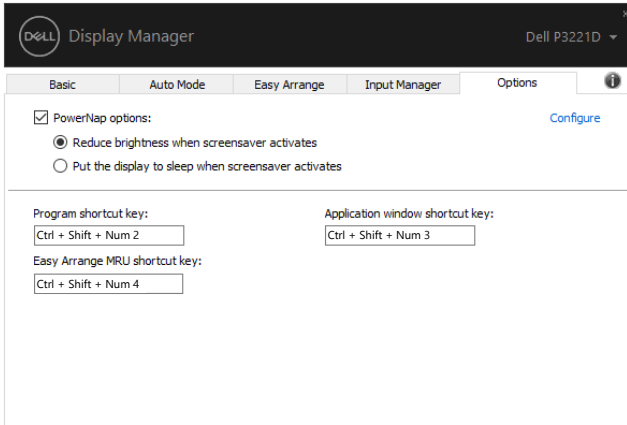 DELL Display Manager
Dell P3221D
Basic Auto Mode Easy Arrange Input Manager Options
PowerNap options:
Configure
Reduce brightness when screensaver activates
Put the display to sleep when screensaver activates
Program shortcut key:
Application window shortcut key:
Ctrl + Shift + Num 2
Ctrl + Shift + Num 3
Easy Arrange MRU shortcut key:
Ctrl + Shift + Num 4